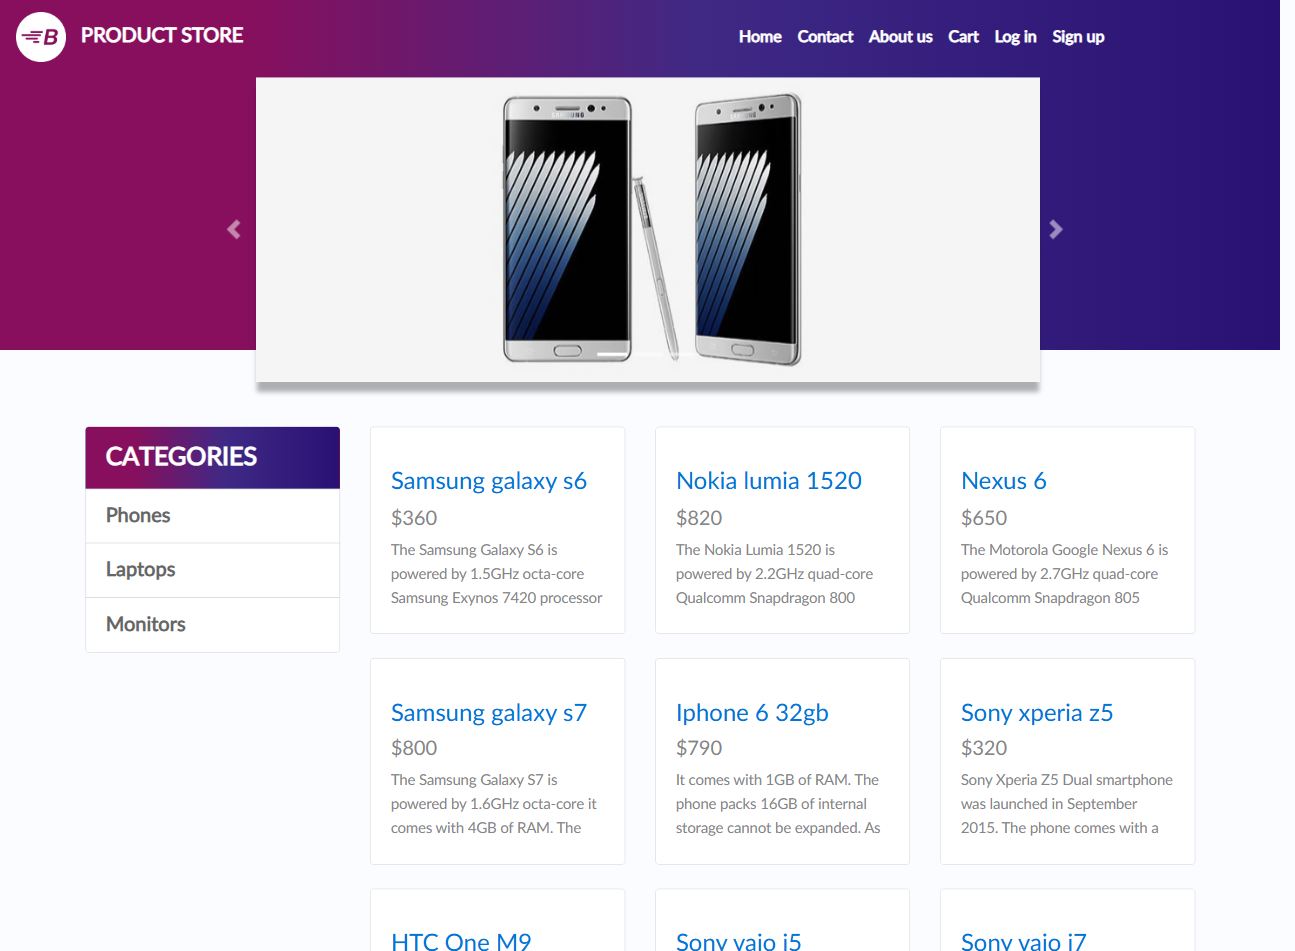 B PRODUCT STORE
Home Contact About us Cart Log in Sign up
SAMSUNG
SAMSUNG
CATEGORIES
Phones
Laptops
Monitors
Samsung galaxy s6
$360
The Samsung Galaxy S6 is
powered by 1.5GHz octa-core
Samsung Exynos 7420 processor
Nokia lumia 1520
$820
The Nokia Lumia 1520 is
powered by 2.2GHz quad-core
Qualcomm Snapdragon 800
Nexus 6
$650
The Motorola Google Nexus 6 is
powered by 2.7GHz quad-core
Qualcomm Snapdragon 805
Samsung galaxy s7
$800
The Samsung Galaxy S7 is
powered by 1.6GHz octa-core it
comes with 4GB of RAM. The
Iphone 6 32gb
$790
It comes with 1GB of RAM. The
phone packs 16GB of internal
storage cannot be expanded. As
Sony xperia z5
$320
Sony Xperia Z5 Dual smartphone
was launched in September
2015. The phone comes with a
HTC One M9
Sony vaio i5
Sony vaio i7